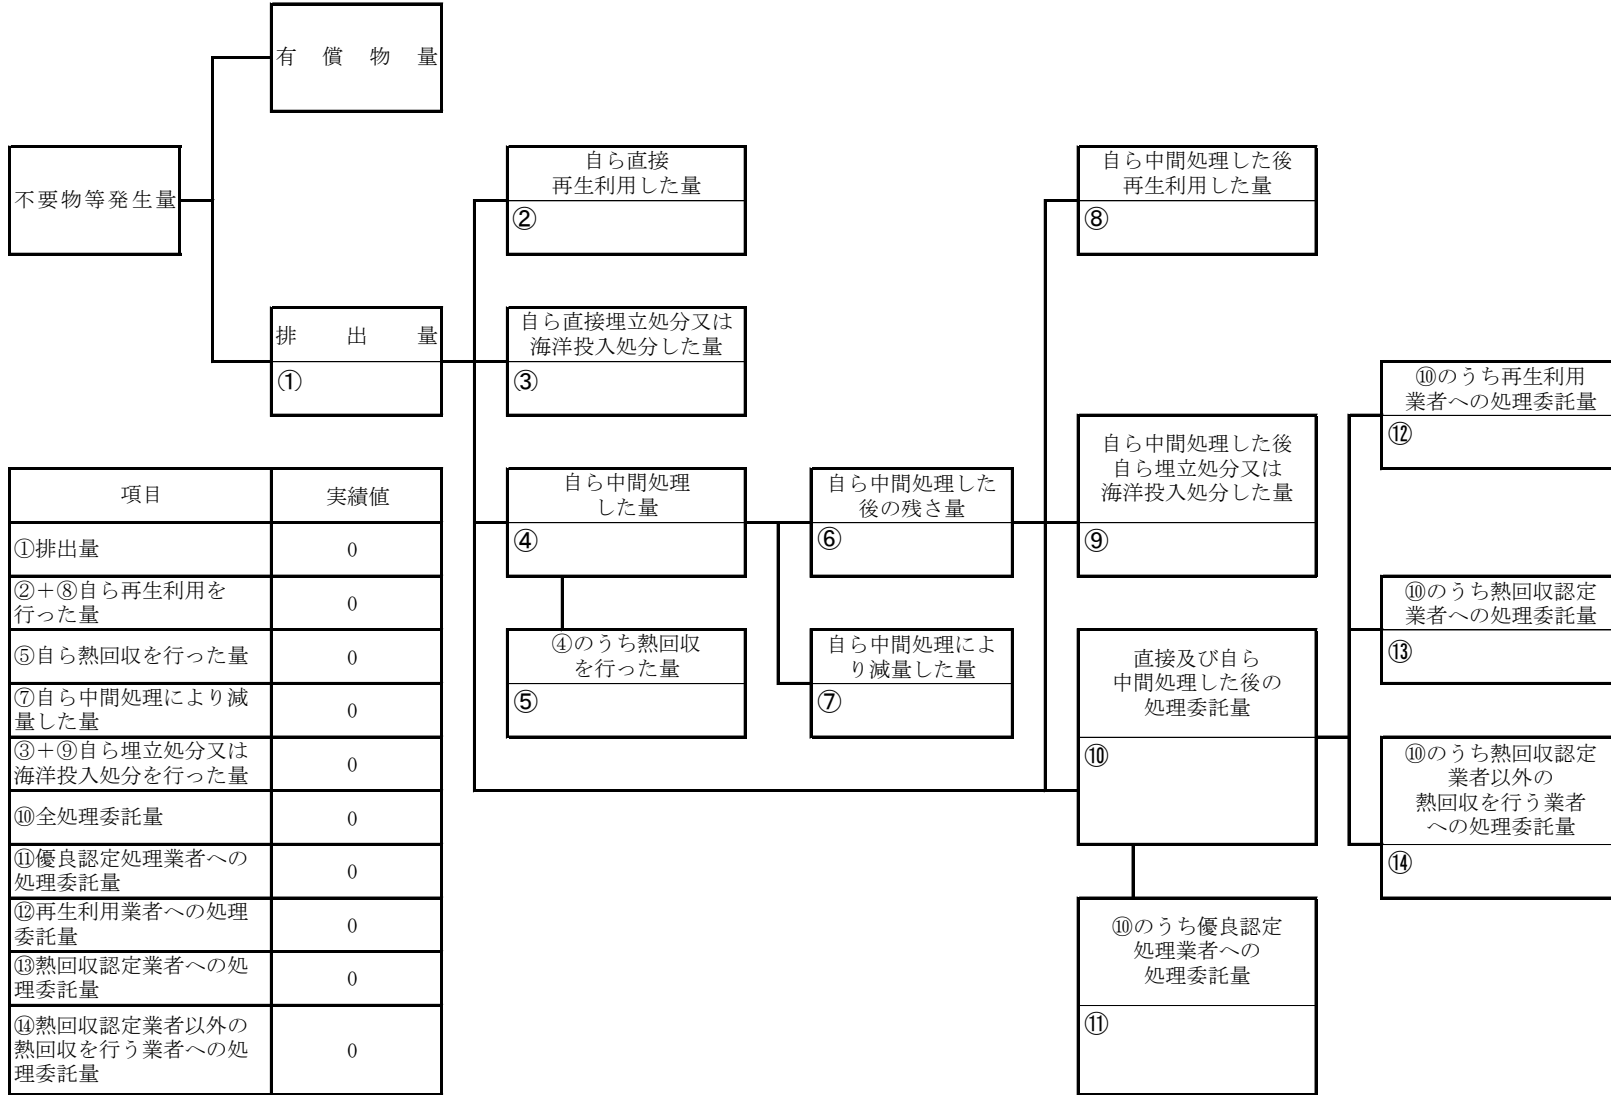 有 償 物 量
不要物等発生量
自ら直接
再生利用した量
②
自ら中間処理した後
再生利用した量
⑧
排 出 量
①
自ら直接埋立処分又は
海洋投入処分した量
③
⑩のうち再生利用
業者への処理委託量
⑫
自ら中間処理した後
自ら埋立処分又は
海洋投入処分した量
⑨
自ら中間処理
した量
④
自ら中間処理した
後の残さ量
⑥
④のうち熱回収
を行った量
⑤
自ら中間処理によ
り減量した量
⑦
直接及び自ら
中間処理した後の
処理委託量
⑩
⑩のうち熱回収認定
業者への処理委託量
⑬
⑩のうち熱回収認定
業者以外の
熱回収を行う業者
への処理委託量
⑭
⑩のうち優良認定
処理業者への
処理委託量
⑪
項目 実績値
①排出量 0
②＋⑧自ら再生利用を
行った量 0
⑤自ら熱回収を行った量 0
⑦自ら中間処理により減
量した量 0
③＋⑨自ら埋立処分又は
海洋投入処分を行った量 0
⑩全処理委託量 0
⑪優良認定処理業者への
処理委託量 0
⑫再生利用業者への処理
委託量 0
⑬熱回収認定業者への処
理委託量 0
⑭熱回収認定業者以外の
熱回収を行う業者への処 0
理委託量